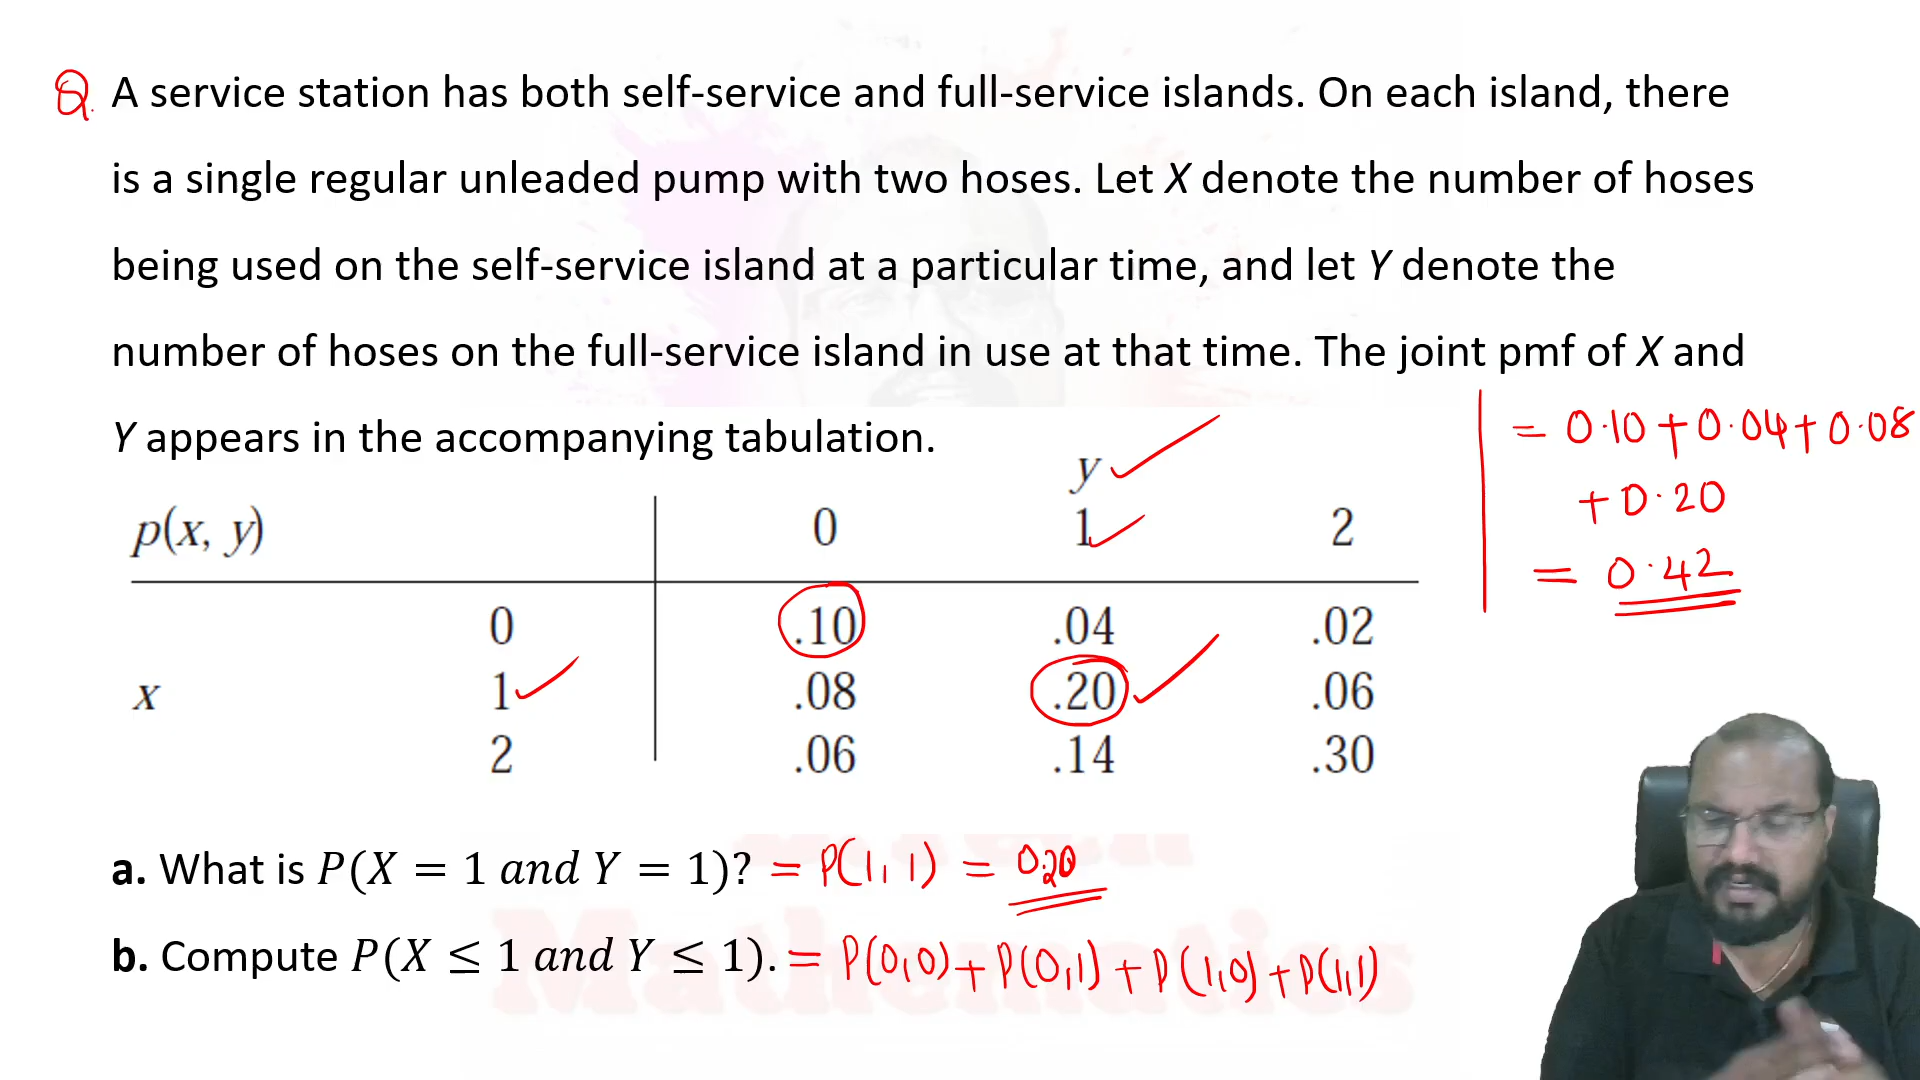 Q. A service station has both self-service and full-service islands. On each island, there
is a single regular unleaded pump with two hoses. Let X denote the number of hoses
being used on the self-service island at a particular time, and let Y denote the
number of hoses on the full-service island in use at that time. The joint pmf of X and
Y appears in the accompanying tabulation.
y
p(x, y) 0 1 2
0 .10 .04 .02
x 1 .08 .20 .06
2 .06 .14 .30
= 0.10 + 0.04 + 0.08
+ 0.20
= 0.42
a. What is P(X = 1 and Y = 1)? = P(1, 1) = 0.20
b. Compute P(X ≤ 1 and Y ≤ 1). = P(0,0) + P(0,1) + P(1,0) + P(1,1)
Mathematics